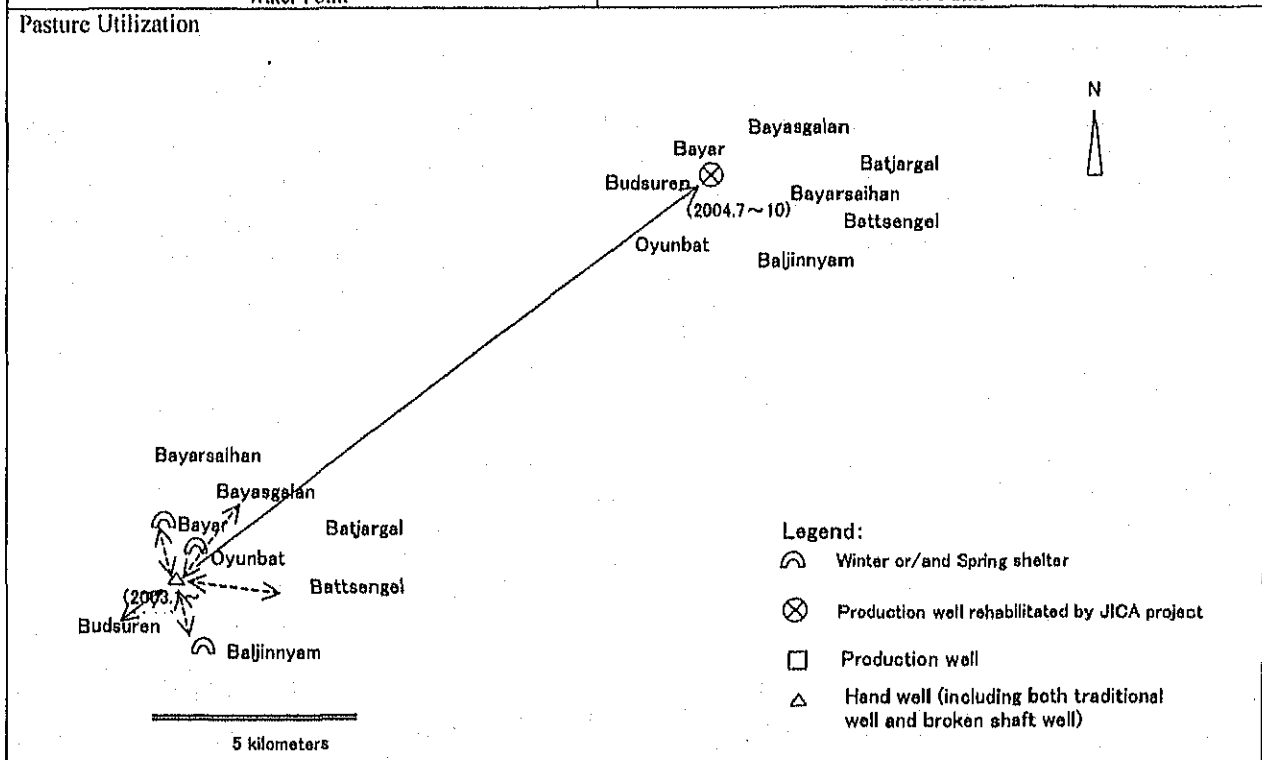 Pasture Utilization
N
Bayasgalan
Bayar
Batjargal
Budsuren
Bayarsaihan
(2004.7～10)
Battsengel
Oyunbat
Baljinnyam
Bayarsaihan
Bayasgalan
Bayar
Batjargal
Oyunbat
Battsengel
(2003.
Budsuren
Baljinnyam
5 kilometers
Legend:
Winter or/and Spring shelter
Production well rehabilitated by JICA project
Production well
Hand well (including both traditional
well and broken shaft well)